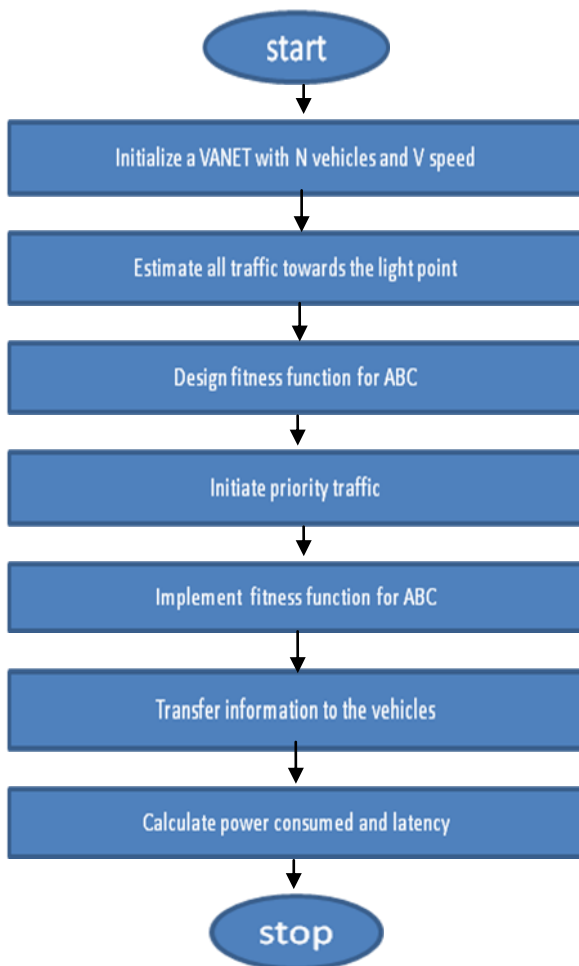 start
Initialize a VANET with N vehicles and V speed
Estimate all traffic towards the light point
Design fitness function for ABC
Initiate priority traffic
Implement fitness function for ABC
Transfer information to the vehicles
Calculate power consumed and latency
stop